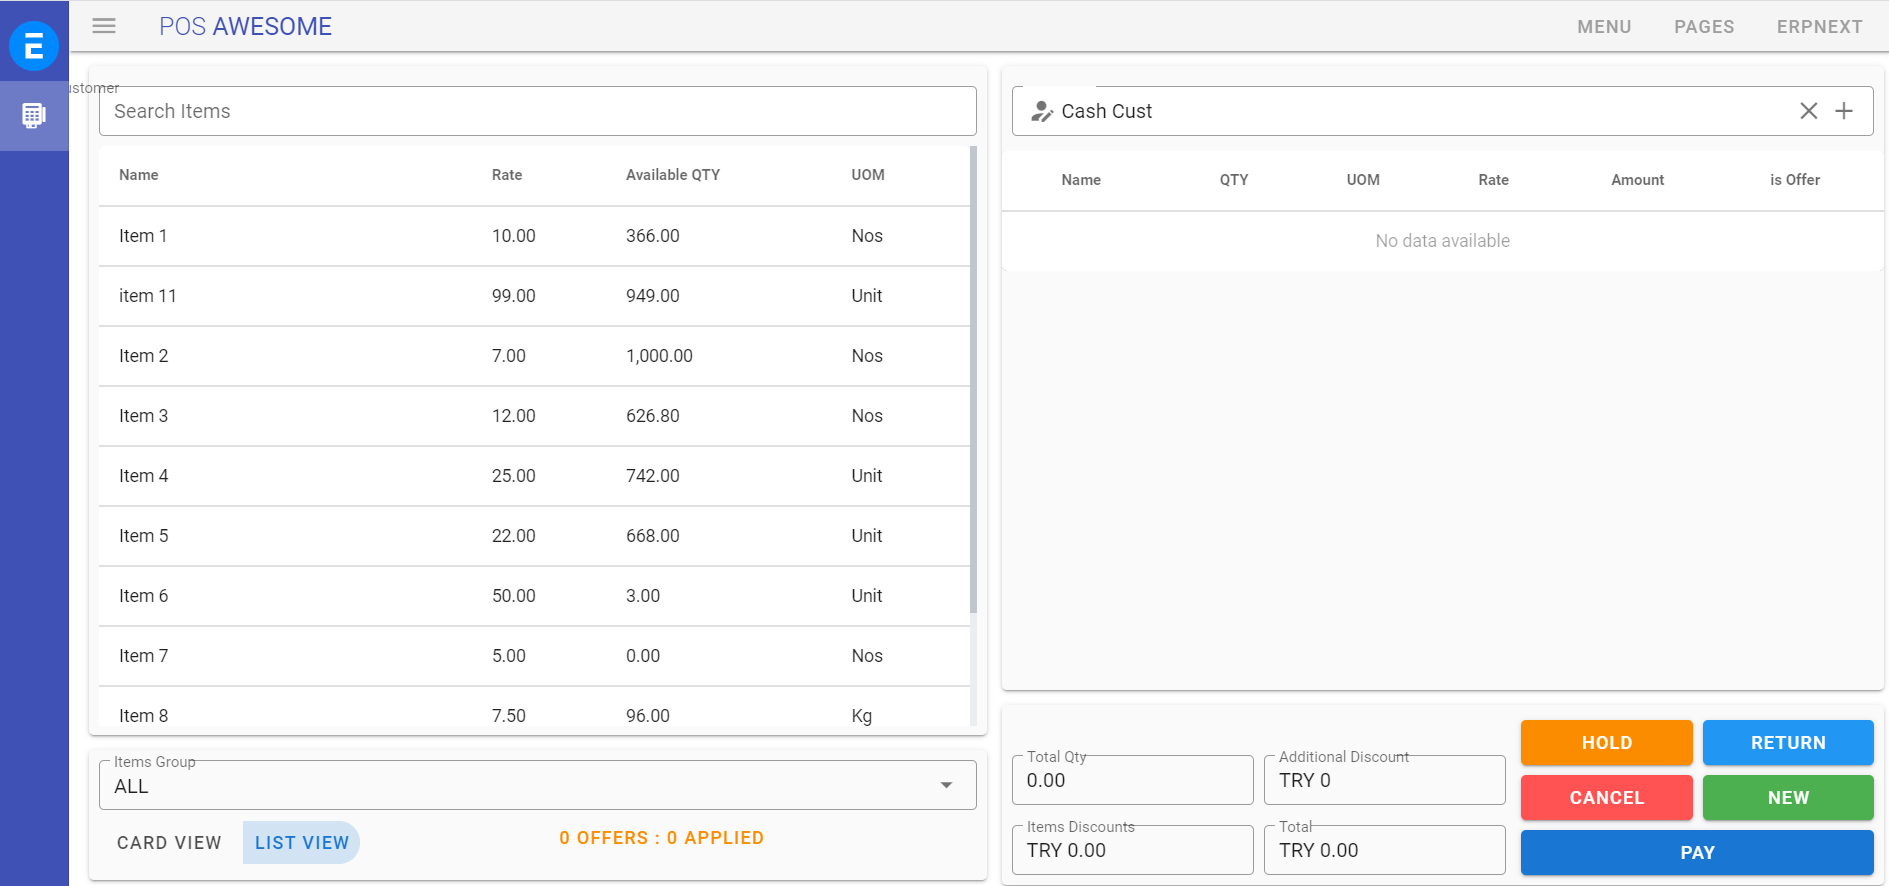 POS AWESOME
MENU PAGES ERPNEXT
ustomer
Search Items
Name Rate Available QTY UOM
Item 1 10.00 366.00 Nos
item 11 99.00 949.00 Unit
Item 2 7.00 1,000.00 Nos
Item 3 12.00 626.80 Nos
Item 4 25.00 742.00 Unit
Item 5 22.00 668.00 Unit
Item 6 50.00 3.00 Unit
Item 7 5.00 0.00 Nos
Item 8 7.50 96.00 Kg
Items Group
ALL
CARD VIEW LIST VIEW 0 OFFERS : 0 APPLIED
Cash Cust
Name QTY UOM Rate Amount is Offer
No data available
Total Qty
0.00
Additional Discount
TRY 0
Items Discounts
TRY 0.00
Total
TRY 0.00
HOLD RETURN
CANCEL NEW
PAY